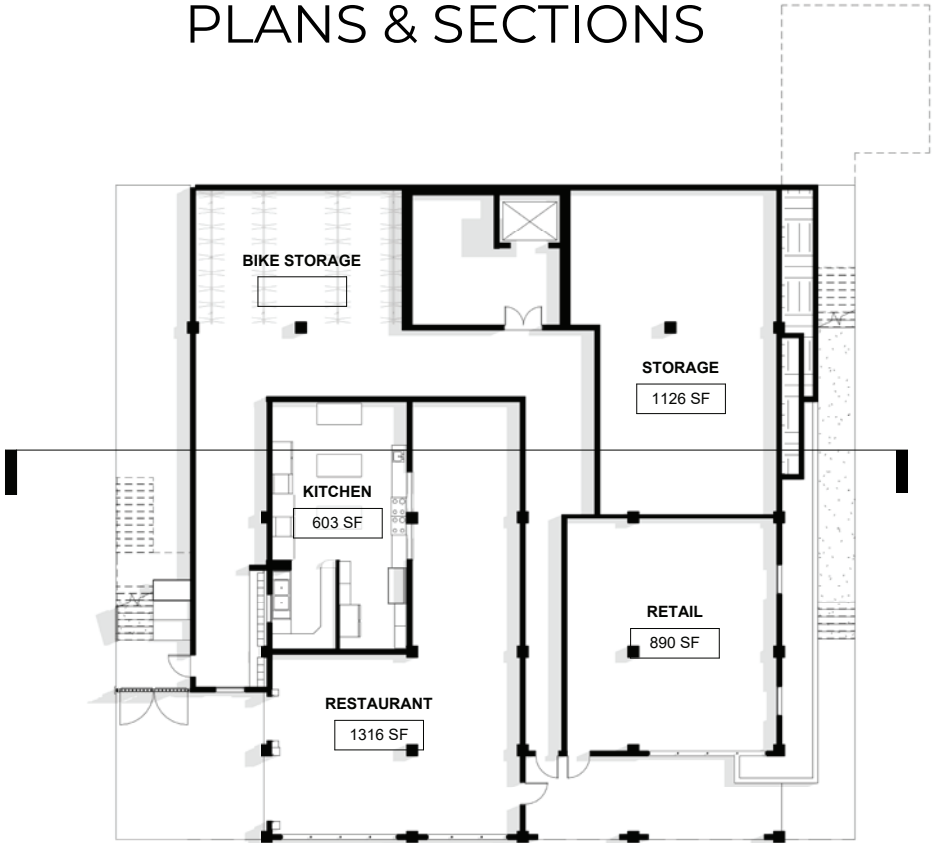 PLANS & SECTIONS
BIKE STORAGE
STORAGE
1126 SF
KITCHEN
603 SF
RETAIL
890 SF
RESTAURANT
1316 SF